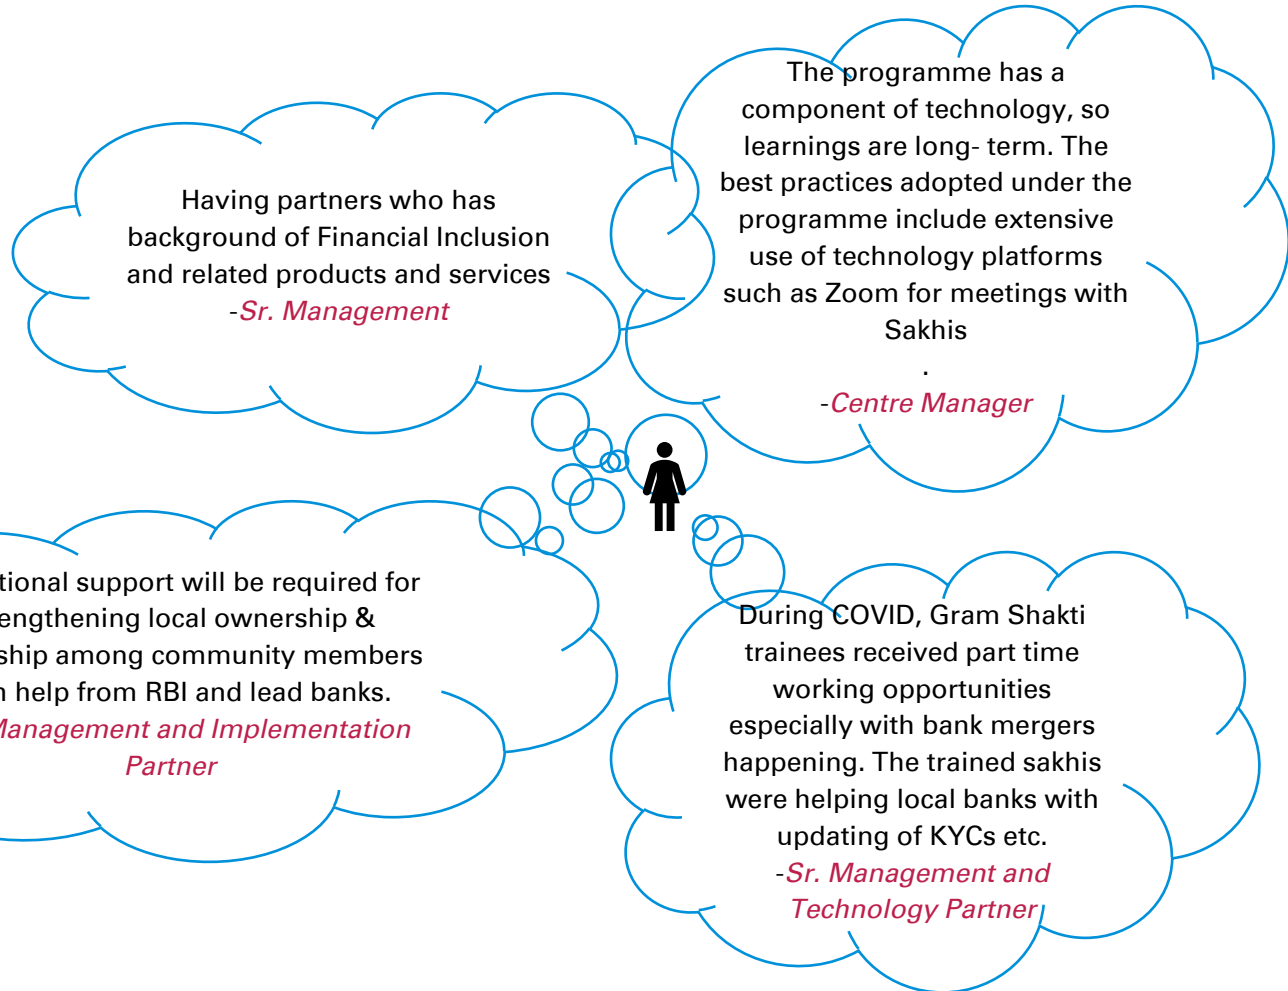 Having partners who has
background of Financial Inclusion
and related products and services
-Sr. Management
The programme has a
component of technology, so
learnings are long- term. The
best practices adopted under the
programme include extensive
use of technology platforms
such as Zoom for meetings with
Sakhis
.
-Centre Manager
support will be required for
local ownership &
among community members
help from RBI and lead banks.
Management and Implementation
Partner
During COVID, Gram Shakti
trainees received part time
working opportunities
especially with bank mergers
happening. The trained sakhis
were helping local banks with
updating of KYCs etc.
-Sr. Management and
Technology Partner